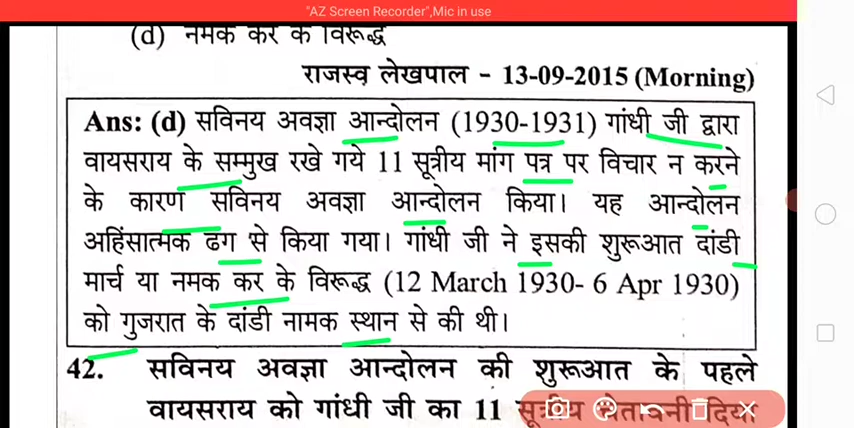 "AZ Screen Recorder",Mic in use
(d) नमक कर के विरूद्ध
राजस्व लेखपाल - 13-09-2015 (Morning)
Ans: (d) सविनय अवज्ञा आन्दोलन (1930-1931) गांधी जी द्वारा
वायसराय के सम्मुख रखे गये 11 सूत्रीय मांग पत्र पर विचार न करने
के कारण सविनय अवज्ञा आन्दोलन किया। यह आन्दोलन
अहिंसात्मक ढग से किया गया। गांधी जी ने इसकी शुरूआत दांडी
मार्च या नमक कर के विरूद्ध (12 March 1930- 6 Apr 1930)
को गुजरात के दांडी नामक स्थान से की थी।
42. सविनय अवज्ञा आन्दोलन की शुरूआत के पहले
वायसराय को गांधी जी का 11 सूत्रीय चेतावनी दिया